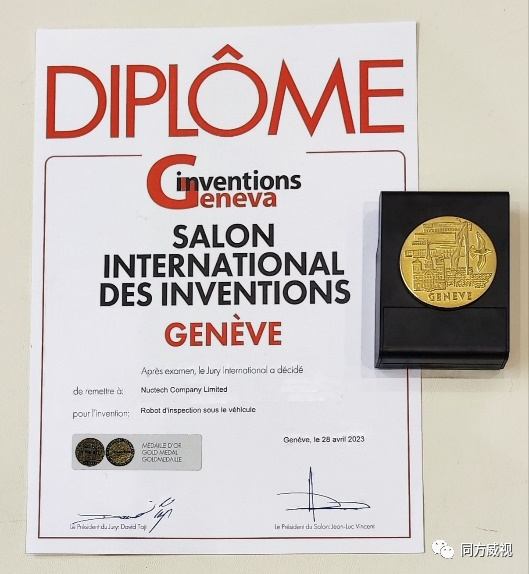 DIPLÔME
inventions
Geneva
SALON
INTERNATIONAL
DES INVENTIONS
GENÈVE
Après examen, le Jury international a décidé
de remettre à: Nuctech Company Limited
pour l'invention: Robot d'inspection sous le véhicule
MÉDAILLE D'OR
GOLD MEDAL
GOLDMEDAILLE
Genève, le 28 avril 2023
Le Président du Jury: David Taji
Le Président du Salon: Jean-Luc Vincent
GENEVE
同方威视